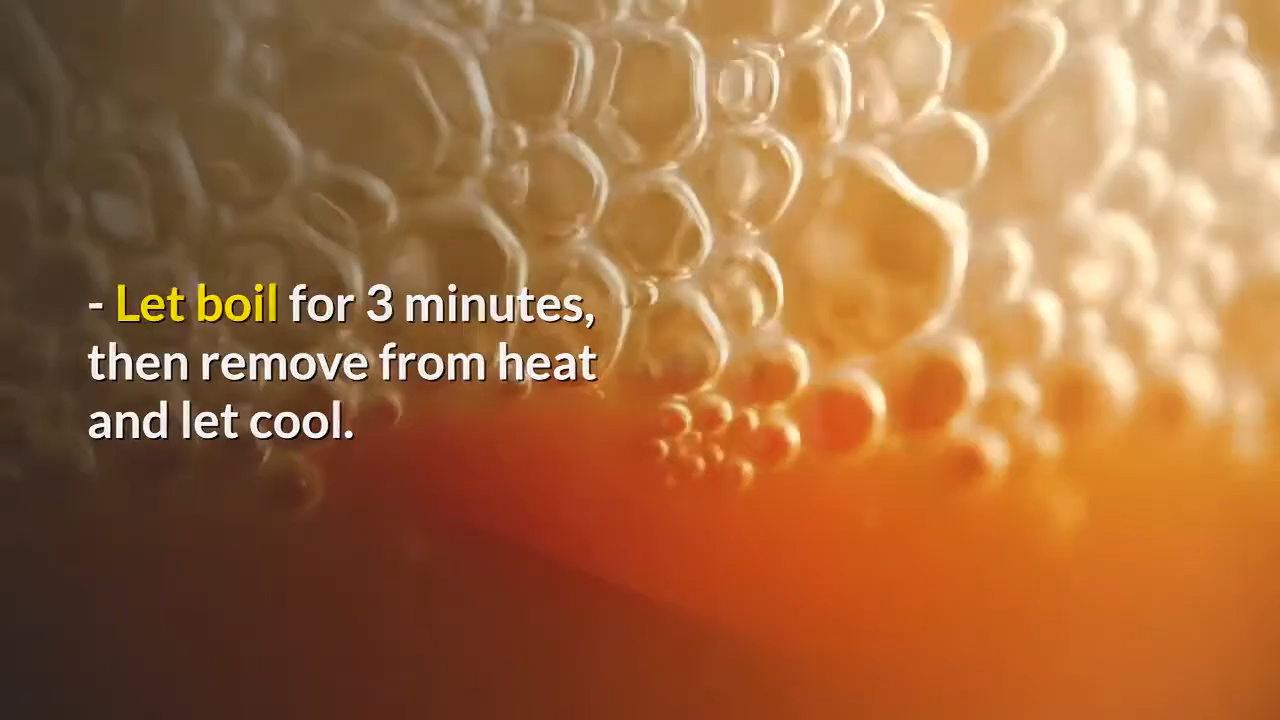 - Let boil for 3 minutes,
then remove from heat
and let cool.